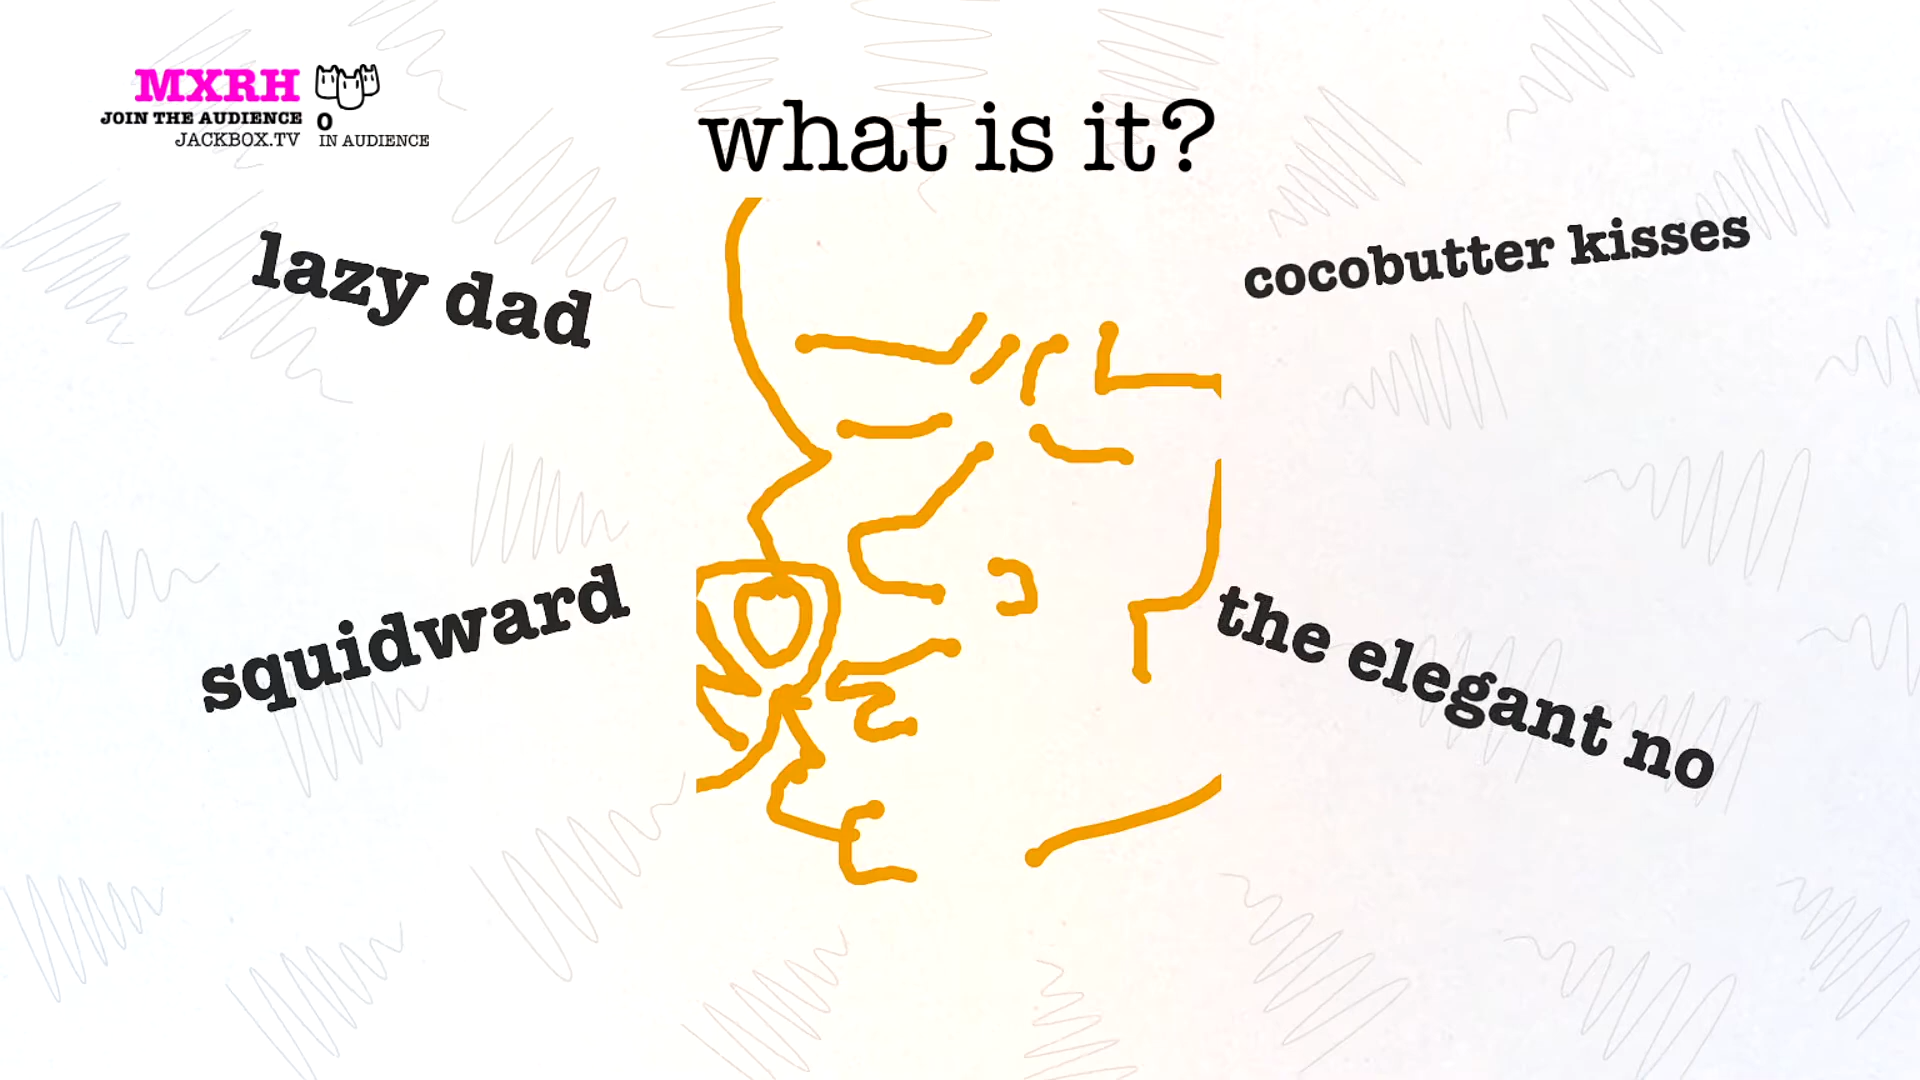 MXRH
JOIN THE AUDIENCE
JACKBOX.TV
0
IN AUDIENCE
what is it?
lazy dad
cocobutter kisses
squidward
the elegant no